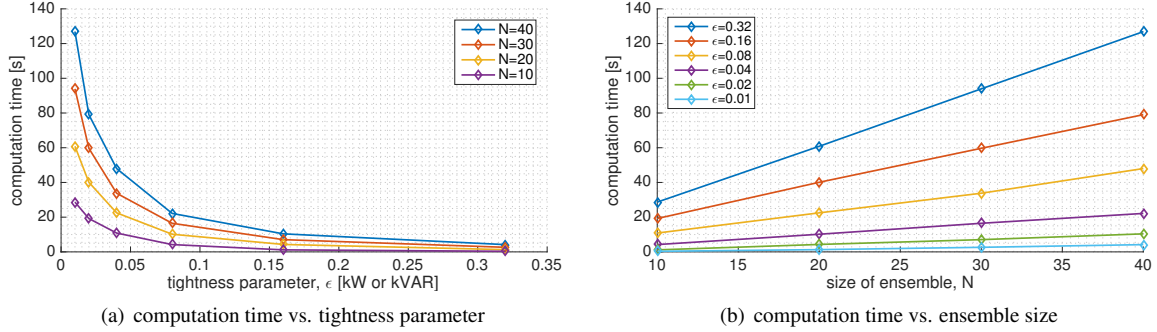 140
120
100
80
60
40
20
0
computation time [s]
0 0.05 0.1 0.15 0.2 0.25 0.3 0.35
tightness parameter, ϵ [kW or kVAR]
N=40
N=30
N=20
N=10
(a) computation time vs. tightness parameter
140
120
100
80
60
40
20
0
computation time [s]
10 15 20 25 30 35 40
size of ensemble, N
ϵ=0.32
ϵ=0.16
ϵ=0.08
ϵ=0.04
ϵ=0.02
ϵ=0.01
(b) computation time vs. ensemble size